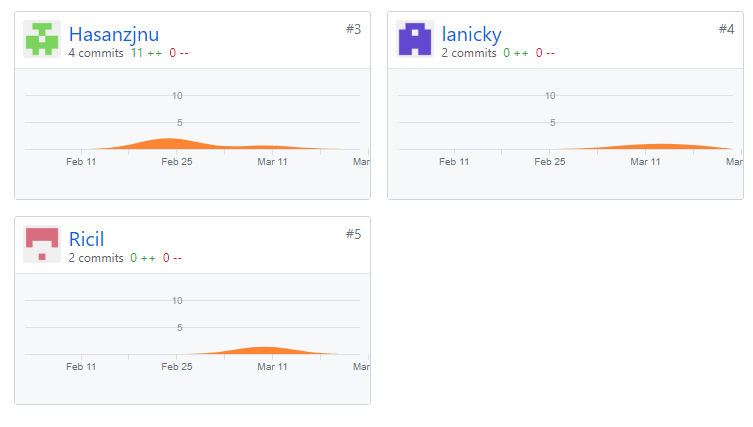 Hasanzjnu #3
4 commits 11 ++ 0 --
10
5
Feb 11 Feb 25 Mar 11 Mar
lanicky #4
2 commits 0 ++ 0 --
10
5
Feb 11 Feb 25 Mar 11 Mar
Ricil #5
2 commits 0 ++ 0 --
10
5
Feb 11 Feb 25 Mar 11 Mar